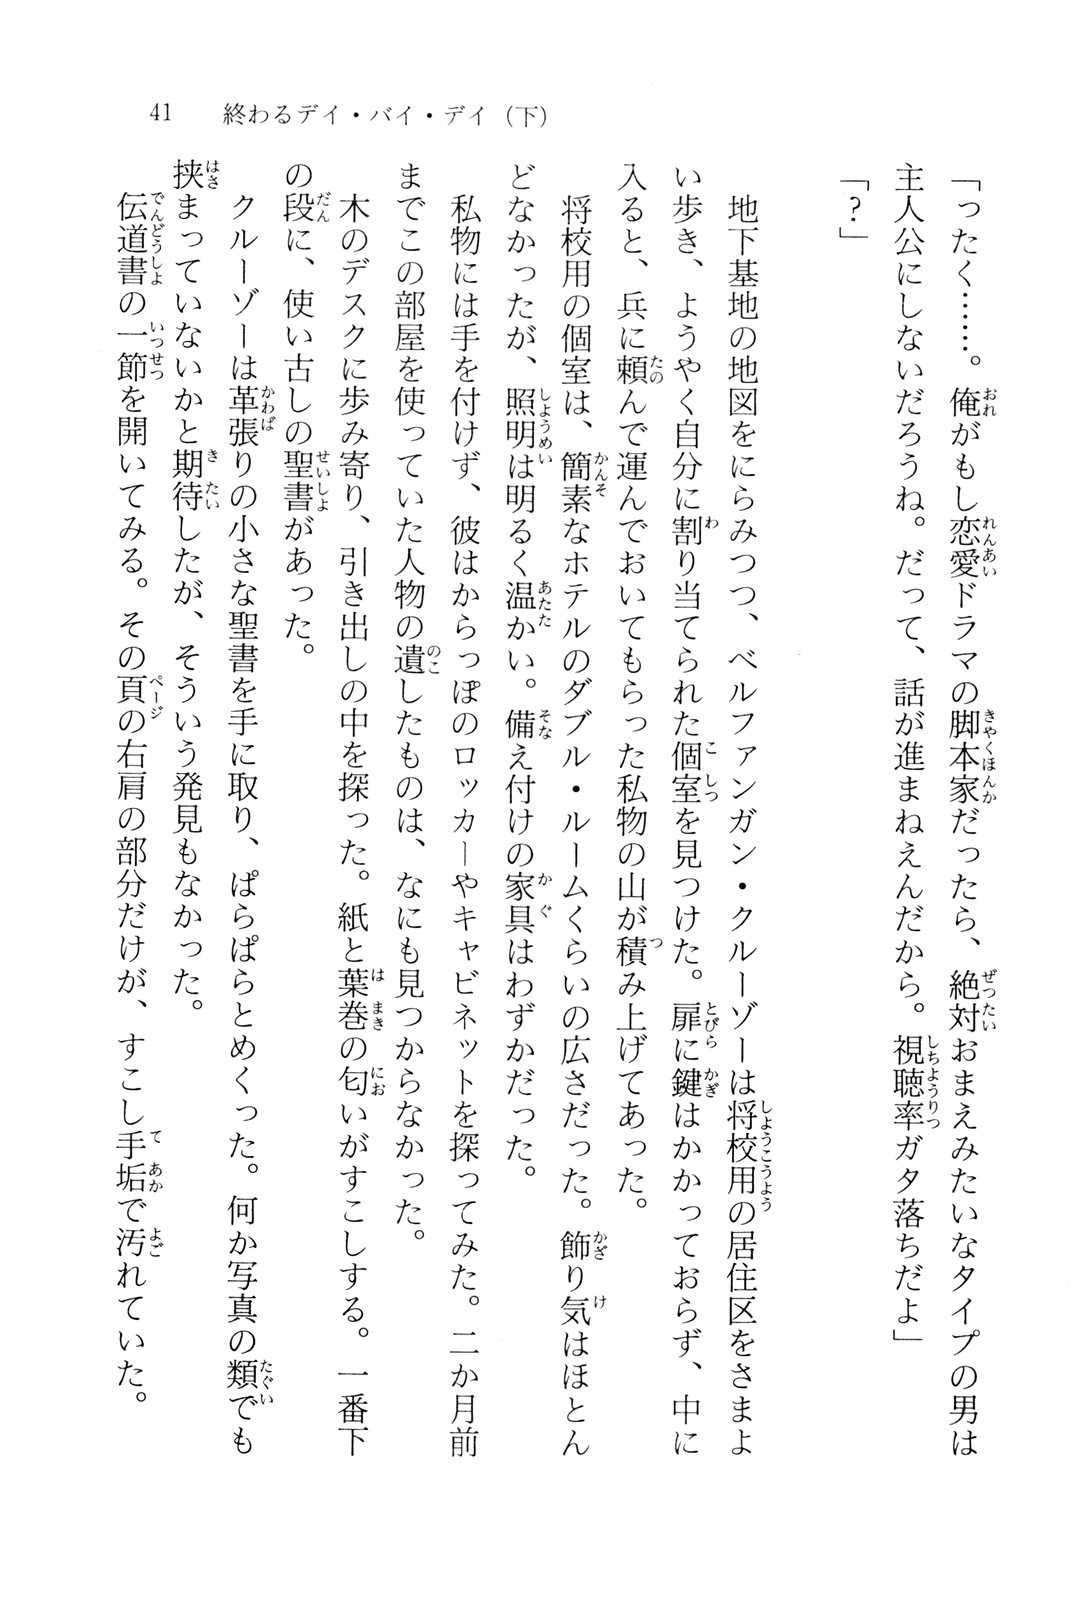 41　終わるデイ・バイ・デイ（下）
「ったく……。俺がもし恋愛ドラマの脚本家だったら、絶対おまえみたいなタイプの男は
主人公にしないだろうね。だって、話が進まねえんだから。視聴率ガタ落ちだよ」
「？」
　地下基地の地図をにらみつつ、ベルファンガン・クルーゾーは将校用の居住区をさまよ
い歩き、ようやく自分に割り当てられた個室を見つけた。扉に鍵はかかっておらず、中に
入ると、兵に頼んで運んでおいてもらった私物の山が積み上げてあった。
　将校用の個室は、簡素なホテルのダブル・ルームくらいの広さだった。飾り気はほとん
どなかったが、照明は明るく温かい。備え付けの家具はわずかだった。
　私物には手を付けず、彼はからっぽのロッカーやキャビネットを探ってみた。二か月前
までこの部屋を使っていた人物の遺したものは、なにも見つからなかった。
　木のデスクに歩み寄り、引き出しの中を探った。紙と葉巻の匂いがすこしする。一番下
の段に、使い古しの聖書があった。
　クルーゾーは革張りの小さな聖書を手に取り、ぱらぱらとめくった。何か写真の類でも
挟まっていないかと期待したが、そういう発見もなかった。
　伝道書の一節を開いてみる。その頁の右肩の部分だけが、すこし手垢で汚れていた。